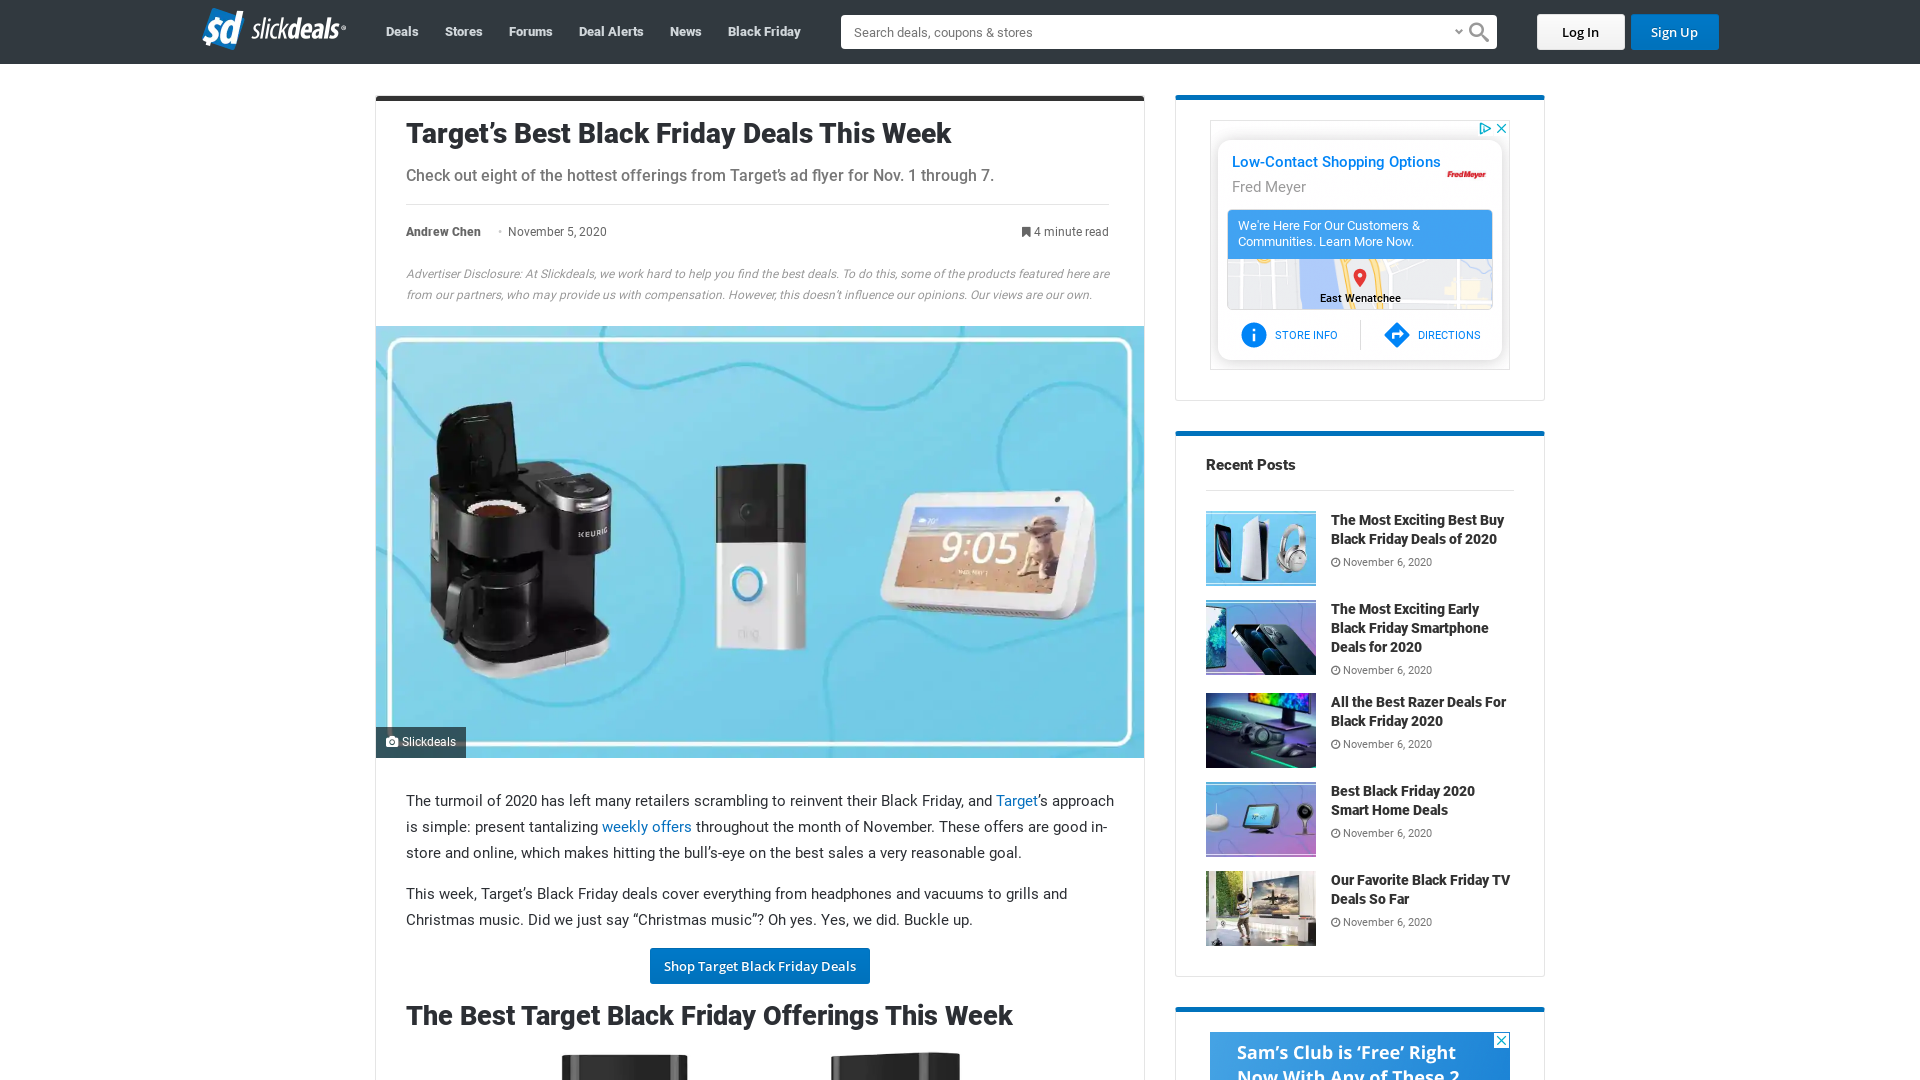 sd slickdeals
Deals
Stores
Forums
Deal Alerts
News
Black Friday
Search deals, coupons & stores
Log In
Sign Up
Target’s Best Black Friday Deals This Week
Check out eight of the hottest offerings from Target’s ad flyer for Nov. 1 through 7.
Andrew Chen • November 5, 2020
4 minute read
Advertiser Disclosure: At Slickdeals, we work hard to help you find the best deals. To do this, some of the products featured here are
from our partners, who may provide us with compensation. However, this doesn’t influence our opinions. Our views are our own.
KEURIG
ring
9:05
Slickdeals
The turmoil of 2020 has left many retailers scrambling to reinvent their Black Friday, and Target’s approach
is simple: present tantalizing weekly offers throughout the month of November. These offers are good in-
store and online, which makes hitting the bull’s-eye on the best sales a very reasonable goal.
This week, Target’s Black Friday deals cover everything from headphones and vacuums to grills and
Christmas music. Did we just say “Christmas music”? Oh yes. Yes, we did. Buckle up.
Shop Target Black Friday Deals
The Best Target Black Friday Offerings This Week
Low-Contact Shopping Options
Fred Meyer
Fred Meyer
We're Here For Our Customers &
Communities. Learn More Now.
East Wenatchee
STORE INFO
DIRECTIONS
Recent Posts
The Most Exciting Best Buy
Black Friday Deals of 2020
November 6, 2020
The Most Exciting Early
Black Friday Smartphone
Deals for 2020
November 6, 2020
All the Best Razer Deals For
Black Friday 2020
November 6, 2020
Best Black Friday 2020
Smart Home Deals
November 6, 2020
Our Favorite Black Friday TV
Deals So Far
November 6, 2020
Sam’s Club is ‘Free’ Right
Now With Any of These 2